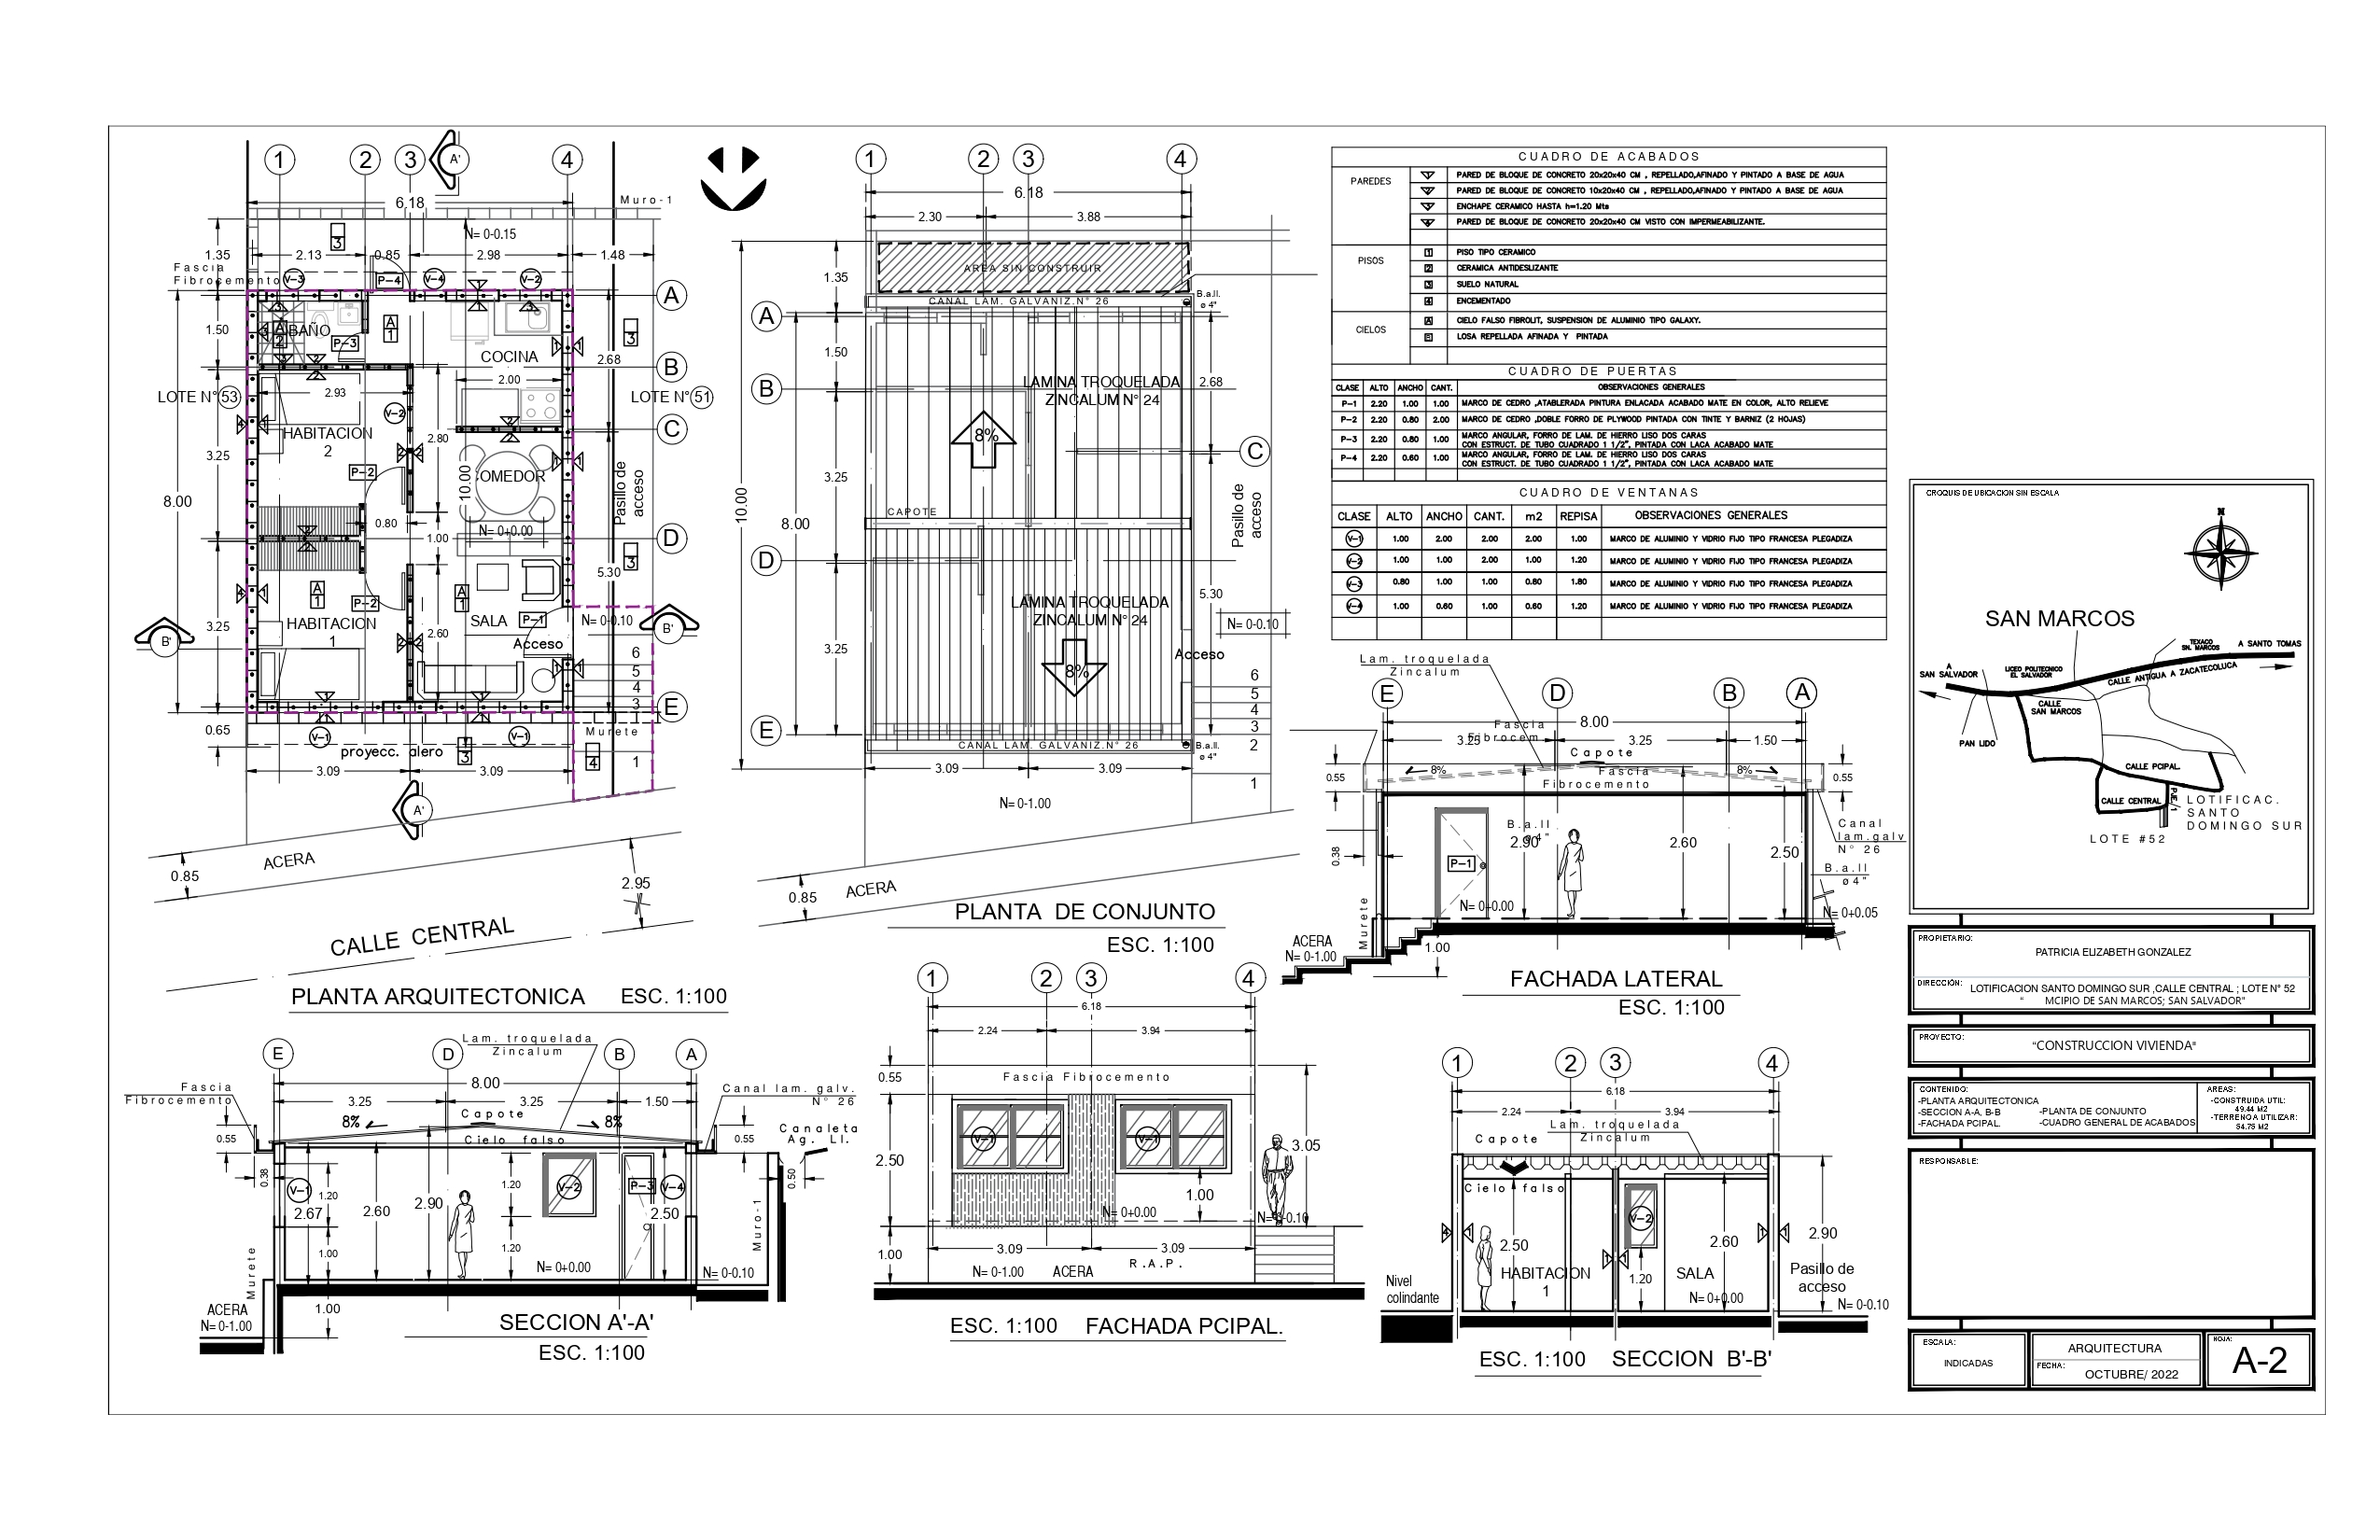 1
2
3
A'
4
6.18
Muro-1
N= 0-0.15
3
1.35
2.13
0.85
2.98
1.48
Fascia
Fibrocemento
V-3
P-4
V-4
V-2
A
1.50
BAÑO
A
1
P-3
3
2.68
COCINA
B
2.00
LOTE N° 53
2.93
V-2
LOTE N° 51
HABITACION
2
2.80
C
3.25
P-2
10.00
COMEDOR
Pasillo de
acceso
8.00
0.80
1.00
N= 0+0.00
D
3
5.30
A
1
A
1
P-2
3.25
HABITACION
1
2.60
SALA
P-1
Acceso
N= 0-0.10
B'
B'
6
5
4
3
E
0.65
V-1
V-1
Murete
proyecc. alero
3
4
1
3.09
3.09
A'
ACERA
0.85
2.95
CALLE CENTRAL
PLANTA ARQUITECTONICA ESC. 1:100
1
2
3
4
6.18
2.30
3.88
1.35
AREA SIN CONSTRUIR
CANAL LAM. GALVANIZ.N° 26
B.a.ll.
ø 4"
A
1.50
B
LAMINA TROQUELADA
ZINCALUM N° 24
2.68
8%
C
3.25
10.00
8.00
CAPOTE
Pasillo de
acceso
D
LAMINA TROQUELADA
ZINCALUM N° 24
5.30
N= 0-0.10
3.25
8%
Acceso
6
5
4
3
2
1
E
CANAL LAM. GALVANIZ.N° 26
B.a.ll.
ø 4"
3.09
3.09
N= 0-1.00
0.85
ACERA
PLANTA DE CONJUNTO
ESC. 1:100
CUADRO DE ACABADOS
PAREDES
1 PARED DE BLOQUE DE CONCRETO 20x20x40 CM , REPELLADO,AFINADO Y PINTADO A BASE DE AGUA
2 PARED DE BLOQUE DE CONCRETO 10x20x40 CM , REPELLADO,AFINADO Y PINTADO A BASE DE AGUA
3 ENCHAPE CERAMICO HASTA h=1.20 Mts
4 PARED DE BLOQUE DE CONCRETO 20x20x40 CM VISTO CON IMPERMEABILIZANTE.
PISOS
1 PISO TIPO CERAMICO
2 CERAMICA ANTIDESLIZANTE
3 SUELO NATURAL
4 ENCEMENTADO
CIELOS
A CIELO FALSO FIBROLIT, SUSPENSION DE ALUMINIO TIPO GALAXY.
B LOSA REPELLADA AFINADA Y PINTADA
CUADRO DE PUERTAS
CLASE ALTO ANCHO CANT. OBSERVACIONES GENERALES
P-1 2.20 1.00 1.00 MARCO DE CEDRO ,ATABLERADA PINTURA ENLACADA ACABADO MATE EN COLOR, ALTO RELIEVE
P-2 2.20 0.80 2.00 MARCO DE CEDRO ,DOBLE FORRO DE PLYWOOD PINTADA CON TINTE Y BARNIZ (2 HOJAS)
P-3 2.20 0.80 1.00 MARCO ANGULAR, FORRO DE LAM. DE HIERRO LISO DOS CARAS
CON ESTRUCT. DE TUBO CUADRADO 1 1/2", PINTADA CON LACA ACABADO MATE
P-4 2.20 0.60 1.00 MARCO ANGULAR, FORRO DE LAM. DE HIERRO LISO DOS CARAS
CON ESTRUCT. DE TUBO CUADRADO 1 1/2", PINTADA CON LACA ACABADO MATE
CUADRO DE VENTANAS
CLASE ALTO ANCHO CANT. m2 REPISA OBSERVACIONES GENERALES
V-1 1.00 2.00 2.00 2.00 1.00 MARCO DE ALUMINIO Y VIDRIO FIJO TIPO FRANCESA PLEGADIZA
V-2 1.00 1.00 2.00 1.00 1.20 MARCO DE ALUMINIO Y VIDRIO FIJO TIPO FRANCESA PLEGADIZA
V-3 0.80 1.00 1.00 0.80 1.80 MARCO DE ALUMINIO Y VIDRIO FIJO TIPO FRANCESA PLEGADIZA
V-4 1.00 0.60 1.00 0.60 1.20 MARCO DE ALUMINIO Y VIDRIO FIJO TIPO FRANCESA PLEGADIZA
Lam. troquelada
Zincalum
E
D
B
A
8.00
Fascia
Fibrocem
3.25
3.25
1.50
Capote
0.55
8%
Fascia
Fibrocemento
8%
0.55
B.a.ll
ø 4"
2.90
2.60
2.50
Canal
lam.galv
N° 26
0.38
P-1
B.a.ll
ø 4"
Murete
N= 0+0.00
N= 0+0.05
ACERA
N= 0-1.00
1.00
FACHADA LATERAL
ESC. 1:100
E
D
B
A
Lam. troquelada
Zincalum
8.00
Fascia
Fibrocemento
3.25
3.25
1.50
Canal lam. galv.
N° 26
Capote
8%
8%
Cielo falso
0.55
0.55
Canaleta
Ag. Ll.
0.38
V-1
1.20
1.20
V-2
P-3
V-4
0.50
2.67
2.60
2.90
2.50
Muro-1
1.00
1.20
N= 0+0.00
N= 0-0.10
Murete
ACERA
N= 0-1.00
1.00
SECCION A'-A'
ESC. 1:100
1
2
3
4
6.18
2.24
3.94
0.55
Fascia Fibrocemento
V-1
V-1
3.05
2.50
1.00
N= 0+0.00
N= 0-0.10
1.00
3.09
3.09
N= 0-1.00
ACERA
R.A.P.
ESC. 1:100 FACHADA PCIPAL.
1
2
3
4
6.18
2.24
3.94
Lam. troquelada
Capote
Zincalum
Cielo falso
V-2
2.50
2.60
2.90
HABITACION
1
1.20
SALA
Pasillo de
acceso
N= 0+0.00
N= 0-0.10
Nivel
colindante
ESC. 1:100 SECCION B'-B'
CROQUIS DE UBICACION SIN ESCALA
N
SAN MARCOS
A
SAN SALVADOR
LICEO POLITECNICO
EL SALVADOR
TEXACO
SN. MARCOS
A SANTO TOMAS
CALLE ANTIGUA A ZACATECOLUCA
CALLE
SAN MARCOS
PAN LIDO
CALLE PCIPAL.
CALLE CENTRAL
PJE. 1
LOTIFICAC.
SANTO
DOMINGO SUR
LOTE #52
PROPIETARIO:
PATRICIA ELIZABETH GONZALEZ
DIRECCIÓN: LOTIFICACION SANTO DOMINGO SUR ,CALLE CENTRAL ; LOTE N° 52
" MCIPIO DE SAN MARCOS; SAN SALVADOR"
PROYECTO:
"CONSTRUCCION VIVIENDA"
CONTENIDO:
-PLANTA ARQUITECTONICA
-SECCION A-A, B-B
-FACHADA PCIPAL.
-PLANTA DE CONJUNTO
-CUADRO GENERAL DE ACABADOS
AREAS:
-CONSTRUIDA UTIL:
49.44 M2
-TERRENO A UTILIZAR:
RESPONSABLE:
ESCALA:
INDICADAS
ARQUITECTURA
FECHA:
OCTUBRE/ 2022
HOJA:
A-2